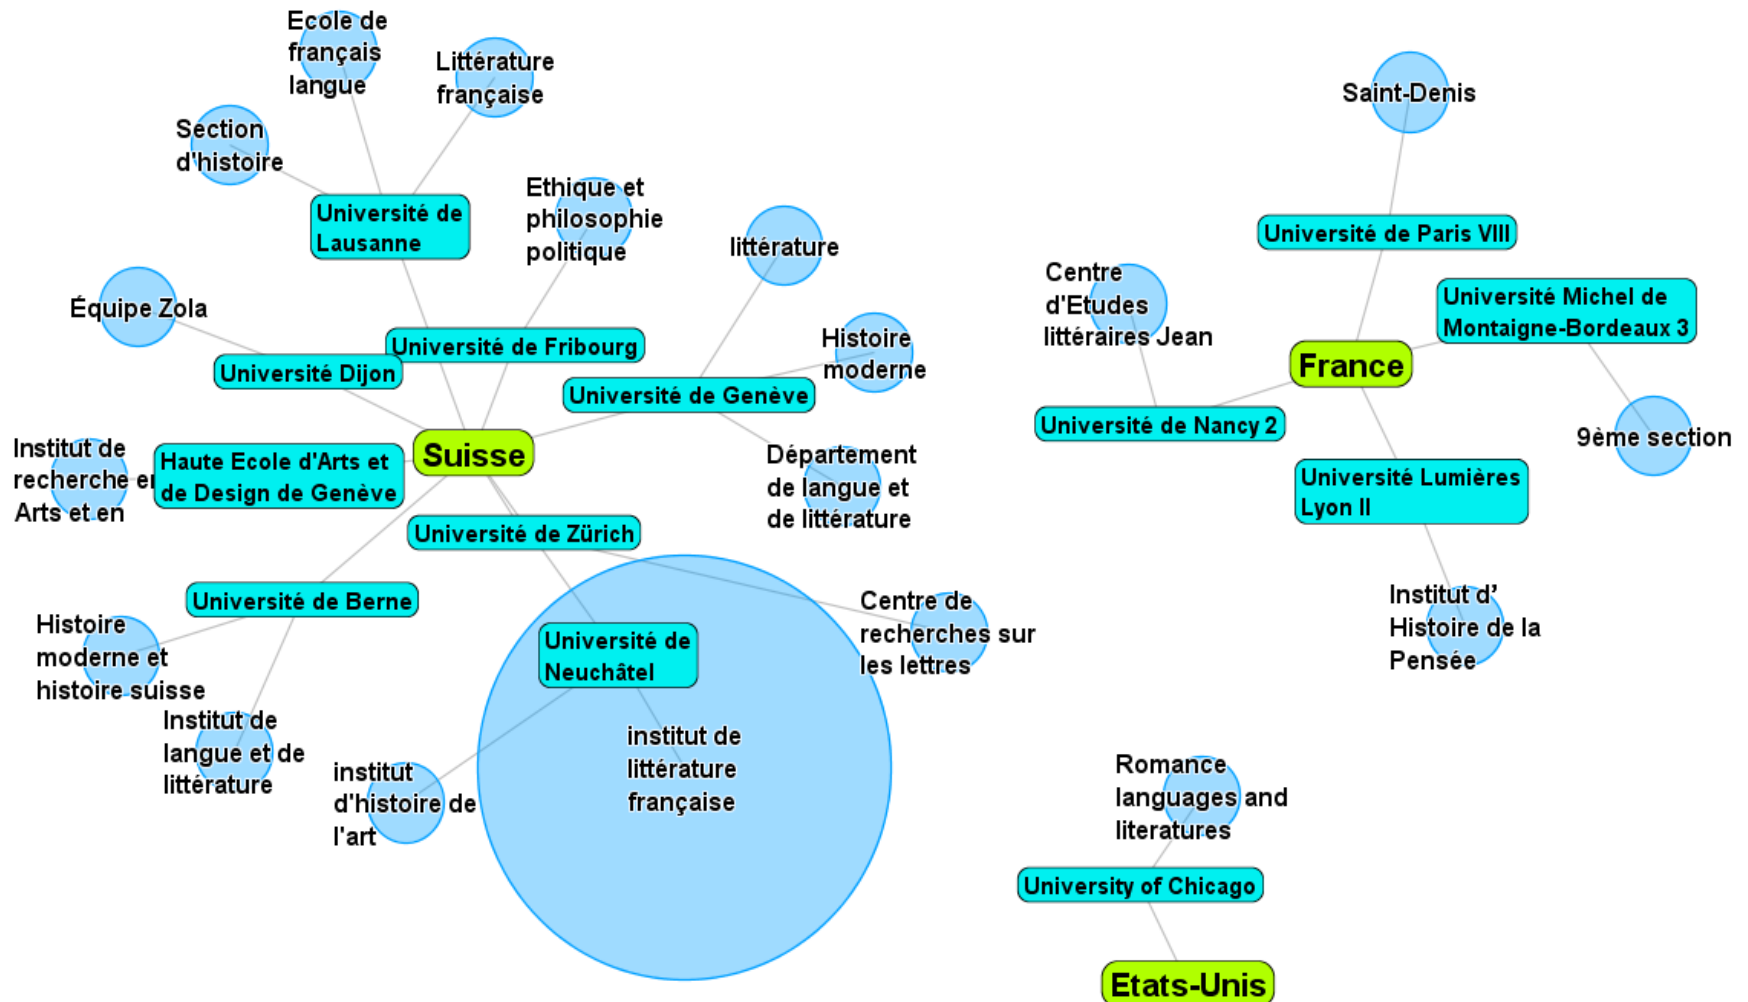 Ecole de
français
langue
Littérature
française
Section
d'histoire
Université de
Lausanne
Ethique et
philosophie
politique
littérature
Équipe Zola
Université de Fribourg
Université Dijon
Histoire
moderne
Université de Genève
Suisse
Institut de
recherche en
Arts et en
Haute Ecole d'Arts et
de Design de Genève
Département
de langue et
de littérature
Université de Zürich
Université de Berne
Histoire
moderne et
histoire suisse
Institut de
langue et de
littérature
Université de
Neuchâtel
Centre de
recherches sur
les lettres
institut
d'histoire de
l'art
institut de
littérature
française
Saint-Denis
Université de Paris VIII
Centre
d'Etudes
littéraires Jean
Université Michel de
Montaigne-Bordeaux 3
France
Université de Nancy 2
9ème section
Université Lumières
Lyon II
Institut d’
Histoire de la
Pensée
Romance
languages and
literatures
University of Chicago
Etats-Unis